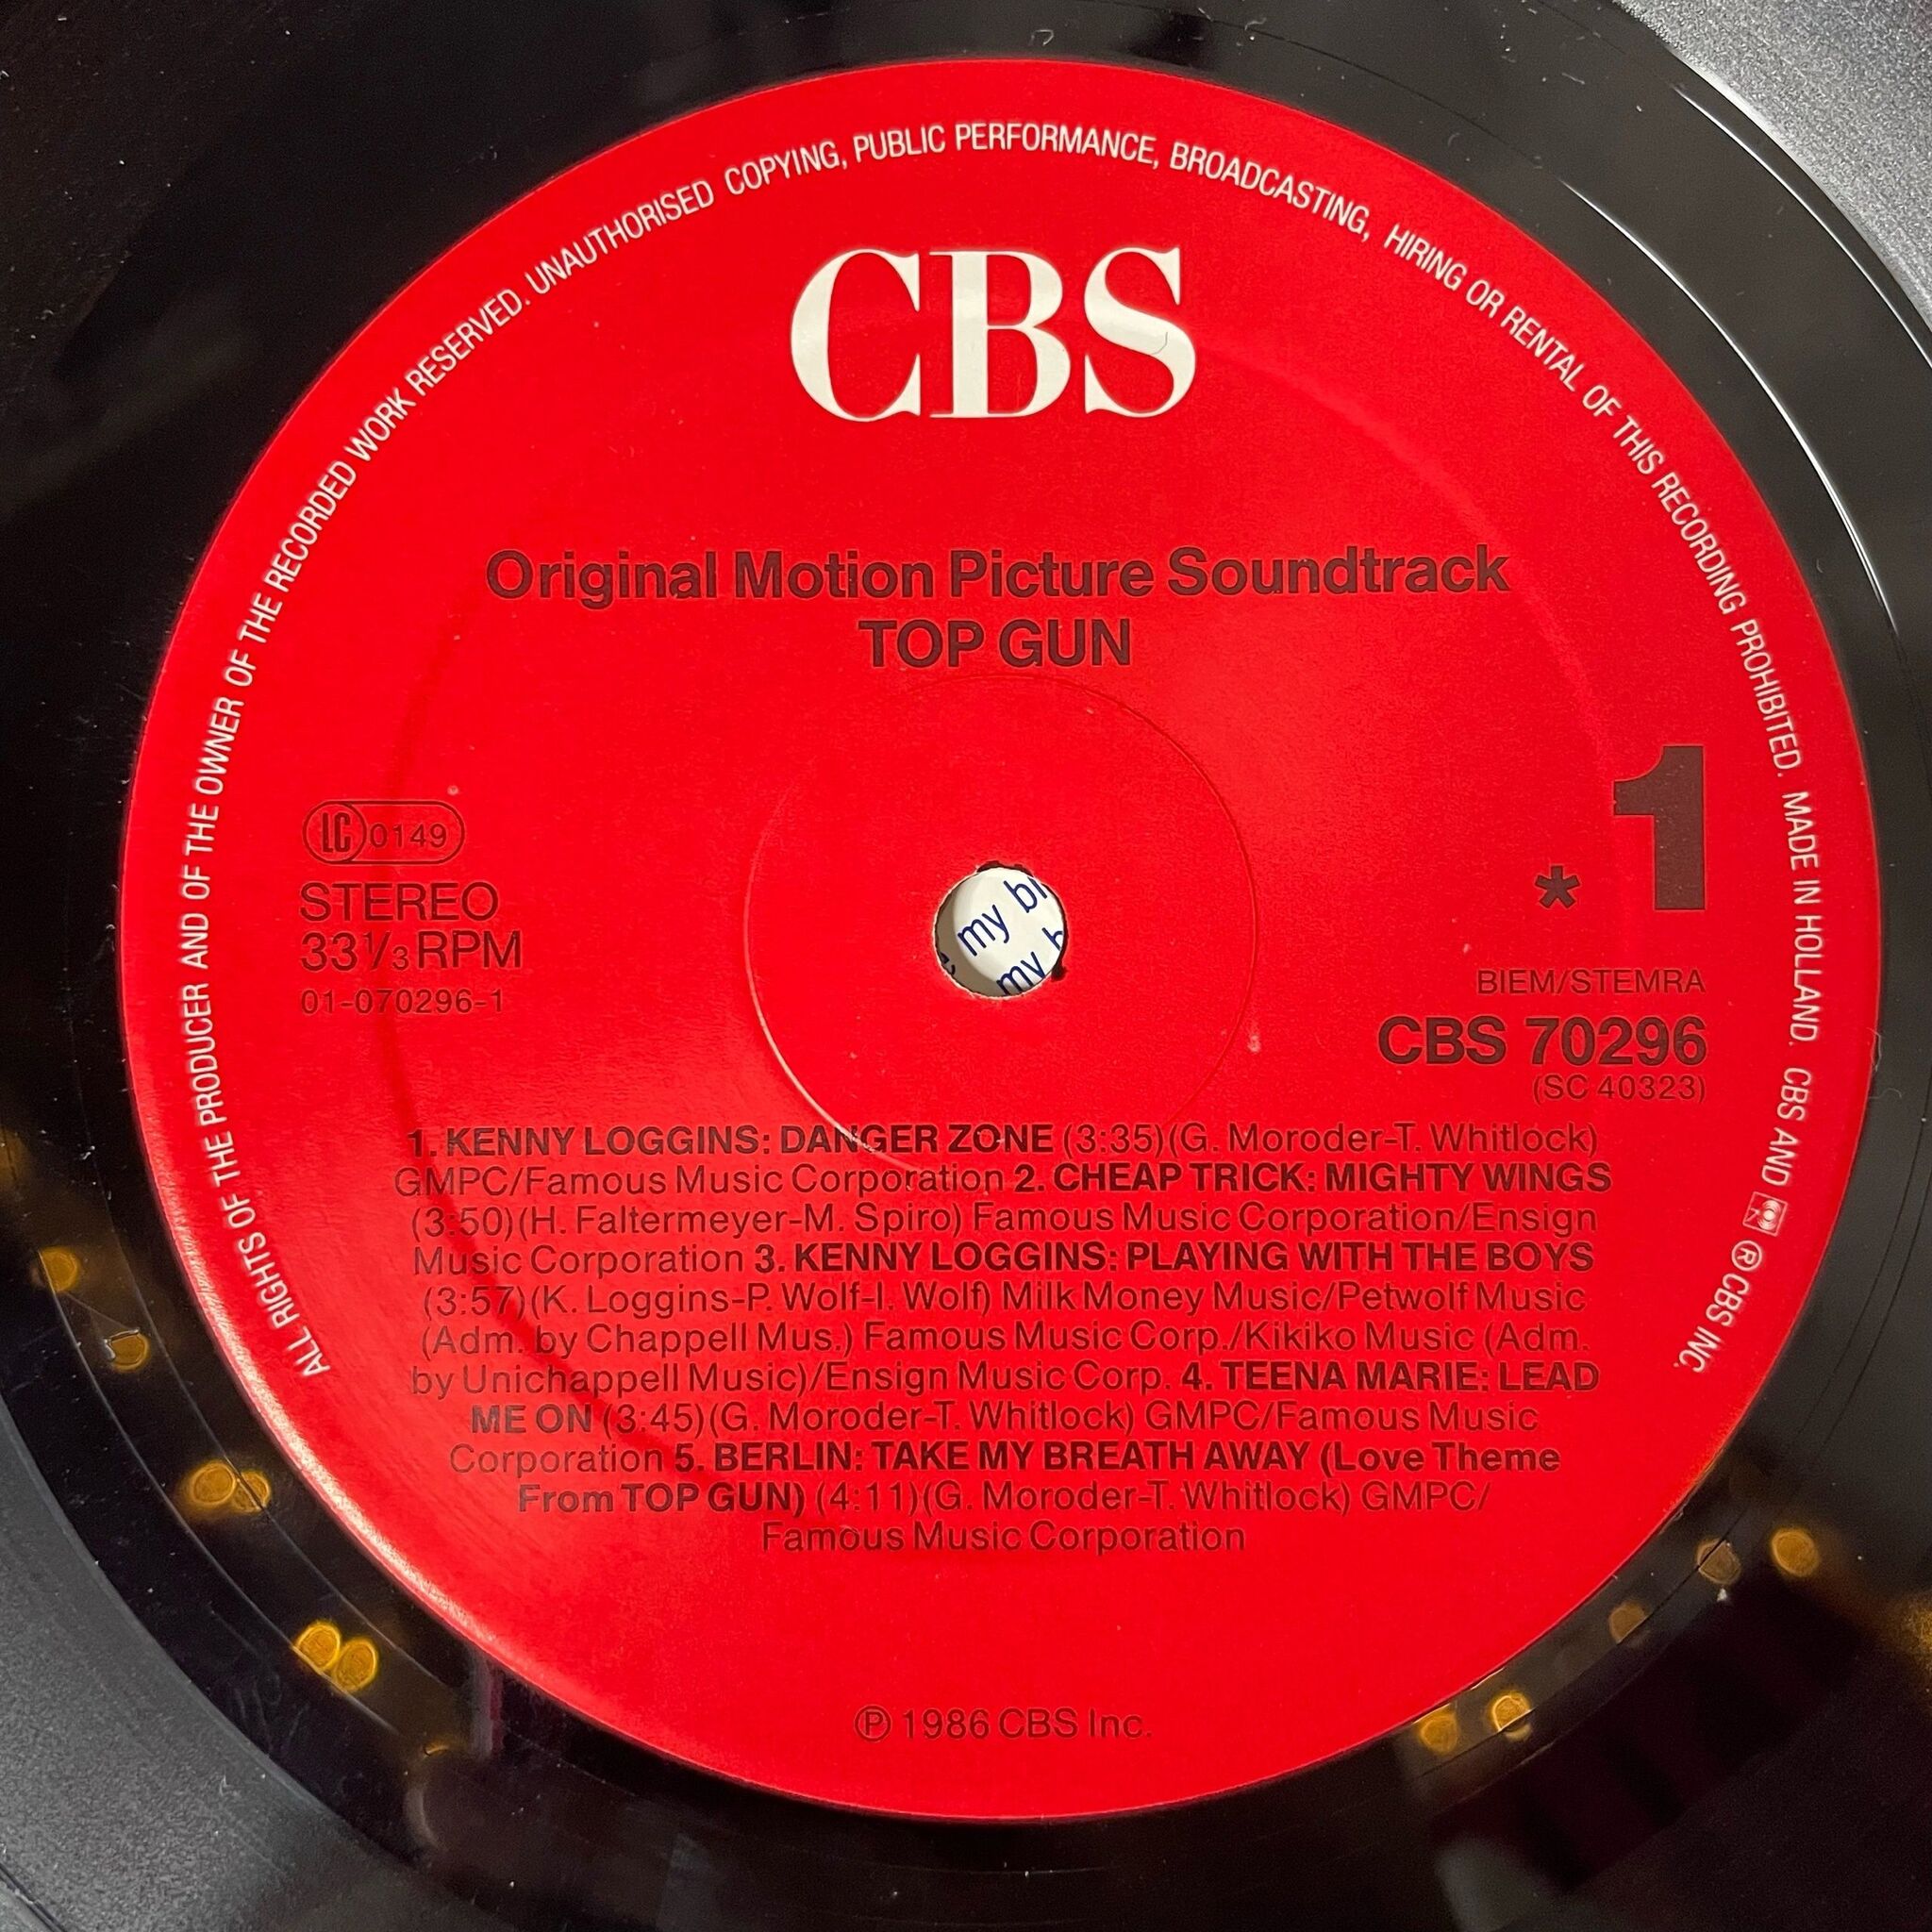 ALL RIGHTS OF THE PRODUCER AND OF THE OWNER OF THE RECORDED WORK RESERVED. UNAUTHORISED COPYING, PUBLIC PERFORMANCE, BROADCASTING, HIRING OR RENTAL OF THIS RECORDING PROHIBITED. MADE IN HOLLAND. CBS AND ® CBS INC.
CBS
Original Motion Picture Soundtrack
TOP GUN
LC 0149
STEREO
33⅓ RPM
01-070296-1
* 1
BIEM/STEMRA
CBS 70296
(SC 40323)
my
my
1. KENNY LOGGINS: DANGER ZONE (3:35)(G. Moroder-T. Whitlock)
GMPC/Famous Music Corporation 2. CHEAP TRICK: MIGHTY WINGS
(3:50)(H. Faltermeyer-M. Spiro) Famous Music Corporation/Ensign
Music Corporation 3. KENNY LOGGINS: PLAYING WITH THE BOYS
(3:57)(K. Loggins-P. Wolf-I. Wolf) Milk Money Music/Petwolf Music
(Adm. by Chappell Mus.) Famous Music Corp./Kikiko Music (Adm.
by Unichappell Music)/Ensign Music Corp. 4. TEENA MARIE: LEAD
ME ON (3:45)(G. Moroder-T. Whitlock) GMPC/Famous Music
Corporation 5. BERLIN: TAKE MY BREATH AWAY (Love Theme
From TOP GUN) (4:11)(G. Moroder-T. Whitlock) GMPC/
Famous Music Corporation
℗ 1986 CBS Inc.